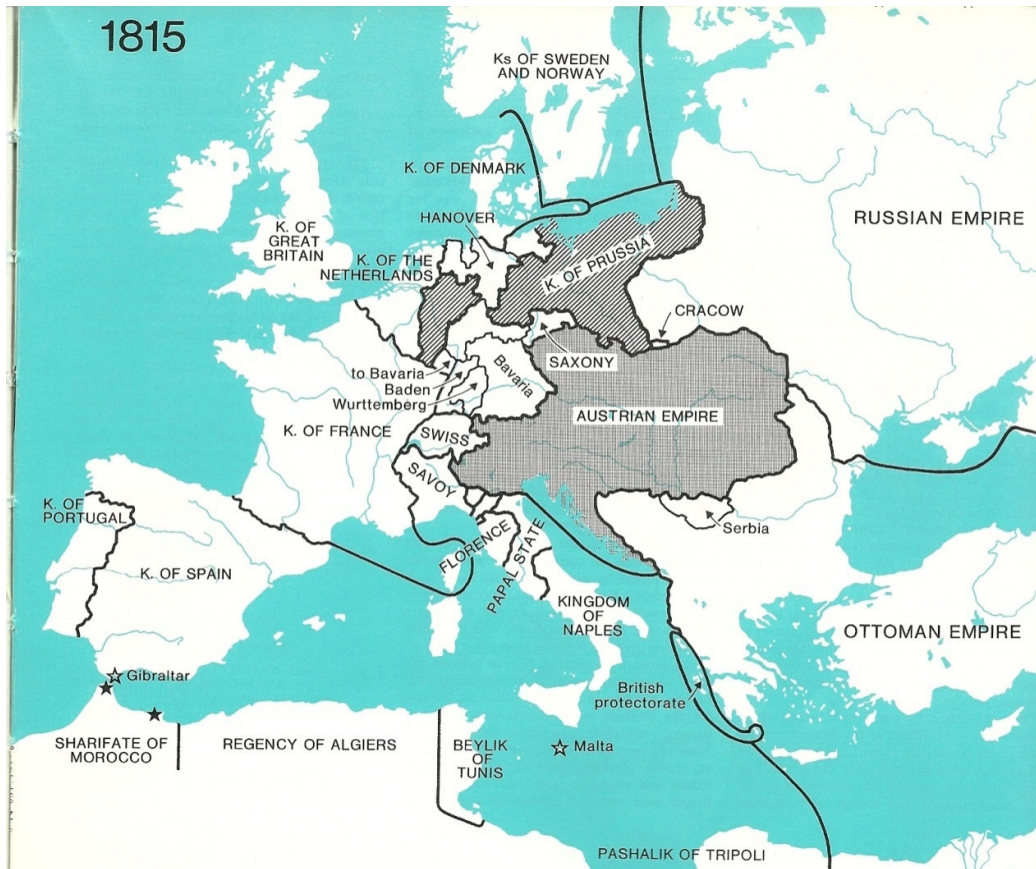 1815
Ks OF SWEDEN
AND NORWAY
K. OF DENMARK
HANOVER
RUSSIAN EMPIRE
K. OF
GREAT
BRITAIN
K. OF THE
NETHERLANDS
K. OF PRUSSIA
CRACOW
SAXONY
to Bavaria
Baden
Wurttemberg
Bavaria
AUSTRIAN EMPIRE
K. OF FRANCE
SWISS
SAVOY
K. OF
PORTUGAL
Serbia
FLORENCE
PAPAL STATE
K. OF SPAIN
KINGDOM
OF
NAPLES
OTTOMAN EMPIRE
Gibraltar
British
protectorate
SHARIFATE OF
MOROCCO
REGENCY OF ALGIERS
BEYLIK
OF
TUNIS
Malta
PASHALIK OF TRIPOLI